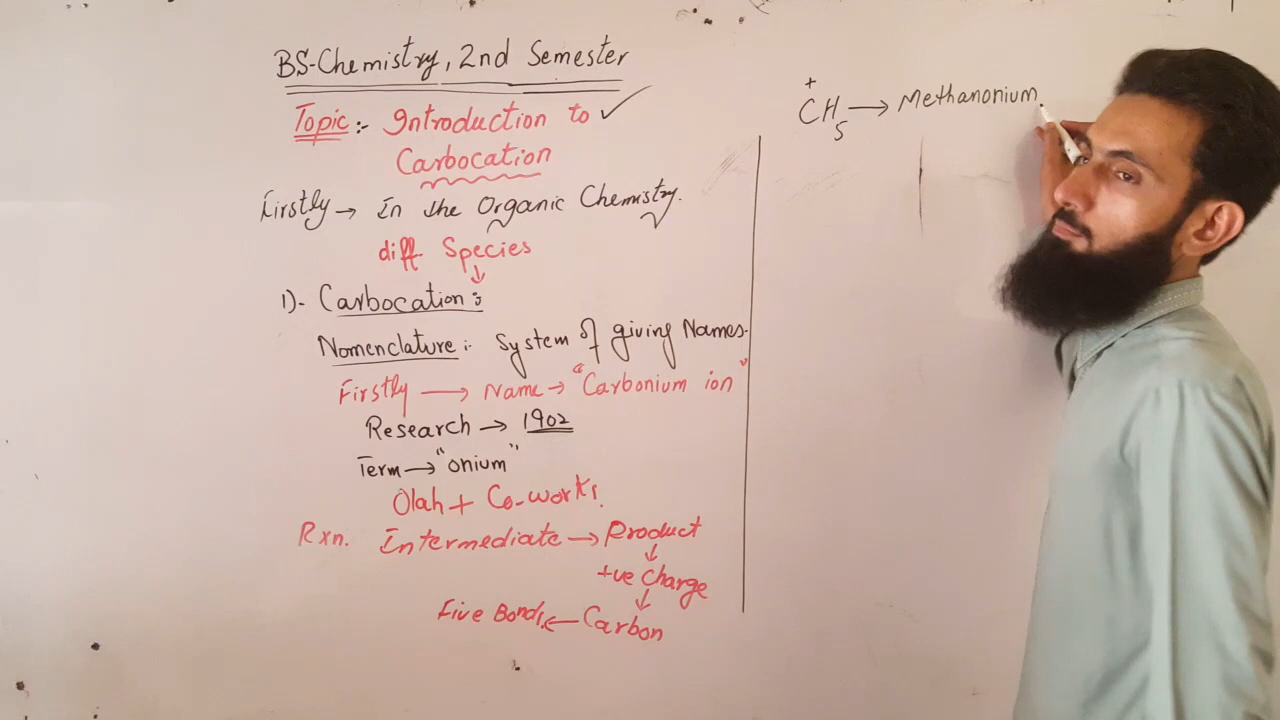 BS-Chemistry, 2nd Semester
Topic:- Introduction to ✓
Carbocation
Firstly → In the Organic Chemistry.
diff Species
↓
1)- Carbocation:
Nomenclature:- System of giving Names.
Firstly → Name → "Carbonium ion"
Research → 1902
Term → "onium"
Olah + Co-works.
Rxn. Intermediate → Product
↓
+ve Charge
↓
Five Bonds ← Carbon
+
CH5 → Methanonium.